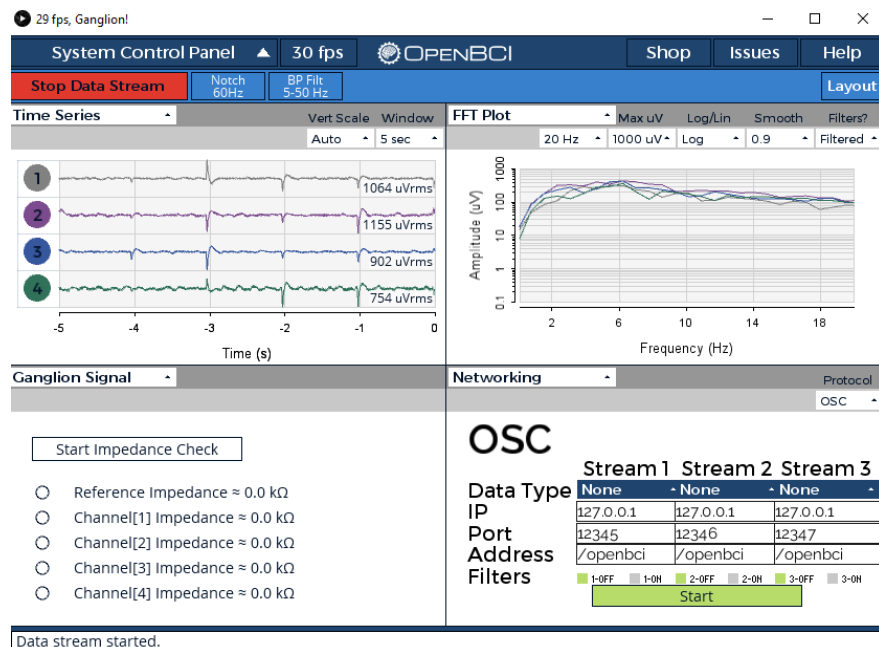 29 fps, Ganglion!
System Control Panel 30 fps OPENBCI Shop Issues Help
Stop Data Stream Notch 60Hz BP Filt 5-50 Hz Layout
Time Series Vert Scale Window
Auto 5 sec
1 1064 uVrms
2 1155 uVrms
3 902 uVrms
4 754 uVrms
-5 -4 -3 -2 -1 0
Time (s)
FFT Plot Max uV Log/Lin Smooth Filters?
20 Hz 1000 uV Log 0.9 Filtered
1000
100
10
1
0.1
Amplitude (uV)
2 6 10 14 18
Frequency (Hz)
Ganglion Signal
Start Impedance Check
Reference Impedance ≈ 0.0 kΩ
Channel[1] Impedance ≈ 0.0 kΩ
Channel[2] Impedance ≈ 0.0 kΩ
Channel[3] Impedance ≈ 0.0 kΩ
Channel[4] Impedance ≈ 0.0 kΩ
Networking Protocol
OSC
OSC
Stream 1 Stream 2 Stream 3
Data Type None None None
IP 127.0.0.1 127.0.0.1 127.0.0.1
Port 12345 12346 12347
Address /openbci /openbci /openbci
Filters 1-OFF 1-ON 2-OFF 2-ON 3-OFF 3-ON
Start
Data stream started.